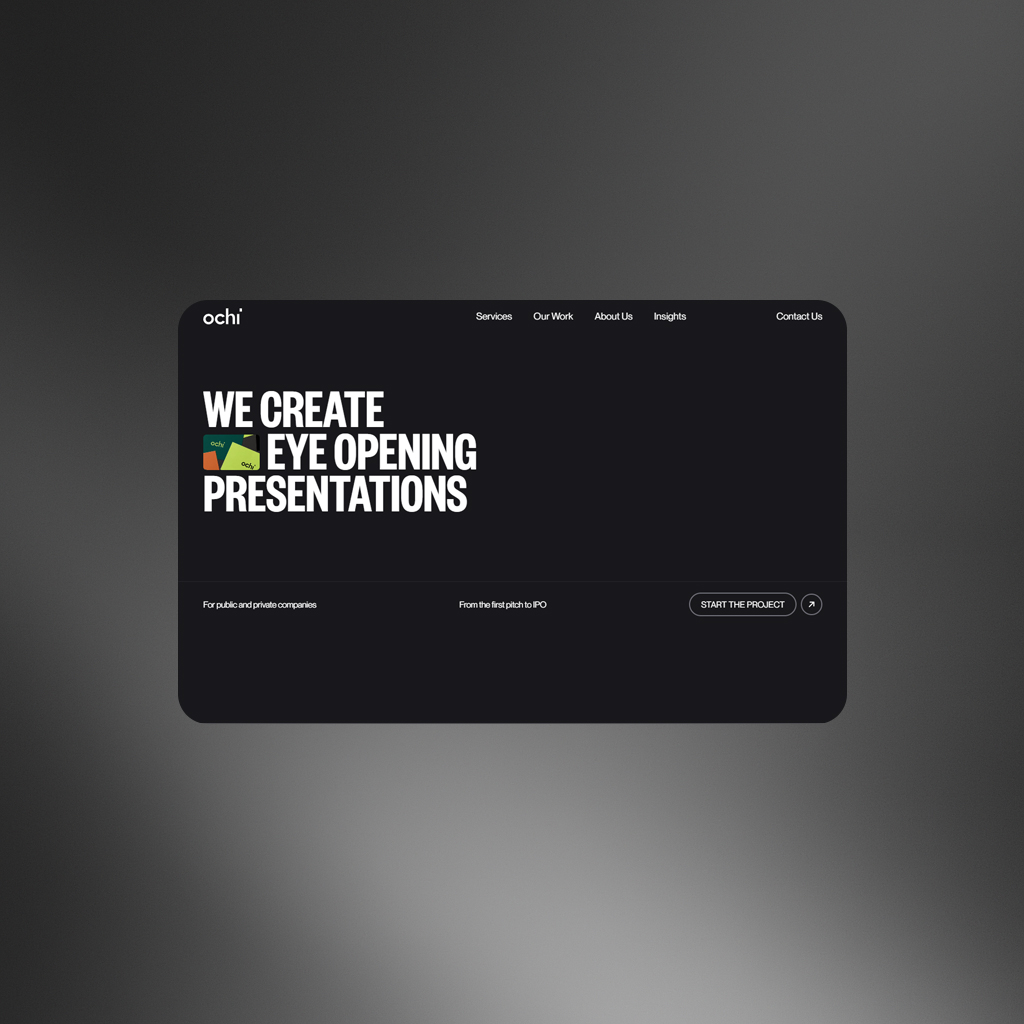 ochi
Services
Our Work
About Us
Insights
Contact Us
WE CREATE
ochi
ochi
EYE OPENING
PRESENTATIONS
For public and private companies
From the first pitch to IPO
START THE PROJECT